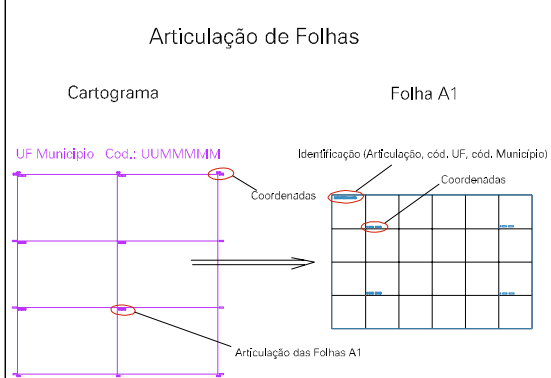 Articulação de Folhas
Cartograma
Folha A1
UF Município Cod.: UUMMMMM
Identificação (Articulação, cód. UF, cód. Município)
Coordenadas
Coordenadas
Articulação das Folhas A1